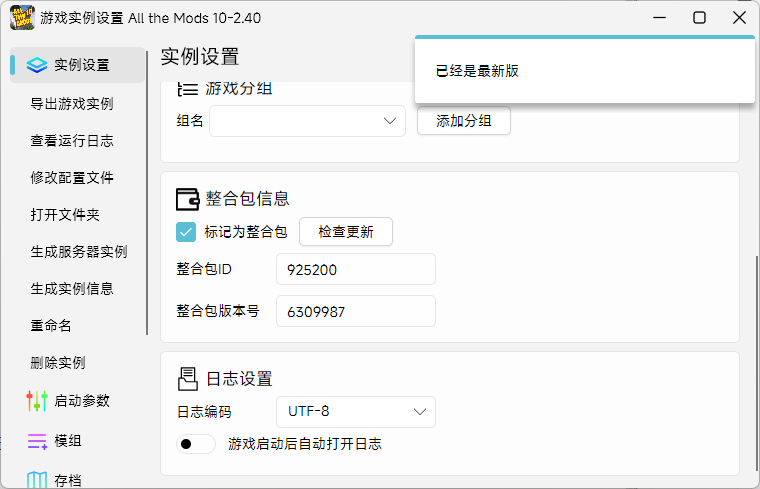 游戏实例设置 All the Mods 10-2.40
已经是最新版
实例设置
导出游戏实例
查看运行日志
修改配置文件
打开文件夹
生成服务器实例
生成实例信息
重命名
删除实例
启动参数
模组
存档
实例设置
游戏分组
组名
添加分组
整合包信息
标记为整合包
检查更新
整合包ID
925200
整合包版本号
6309987
日志设置
日志编码
UTF-8
游戏启动后自动打开日志